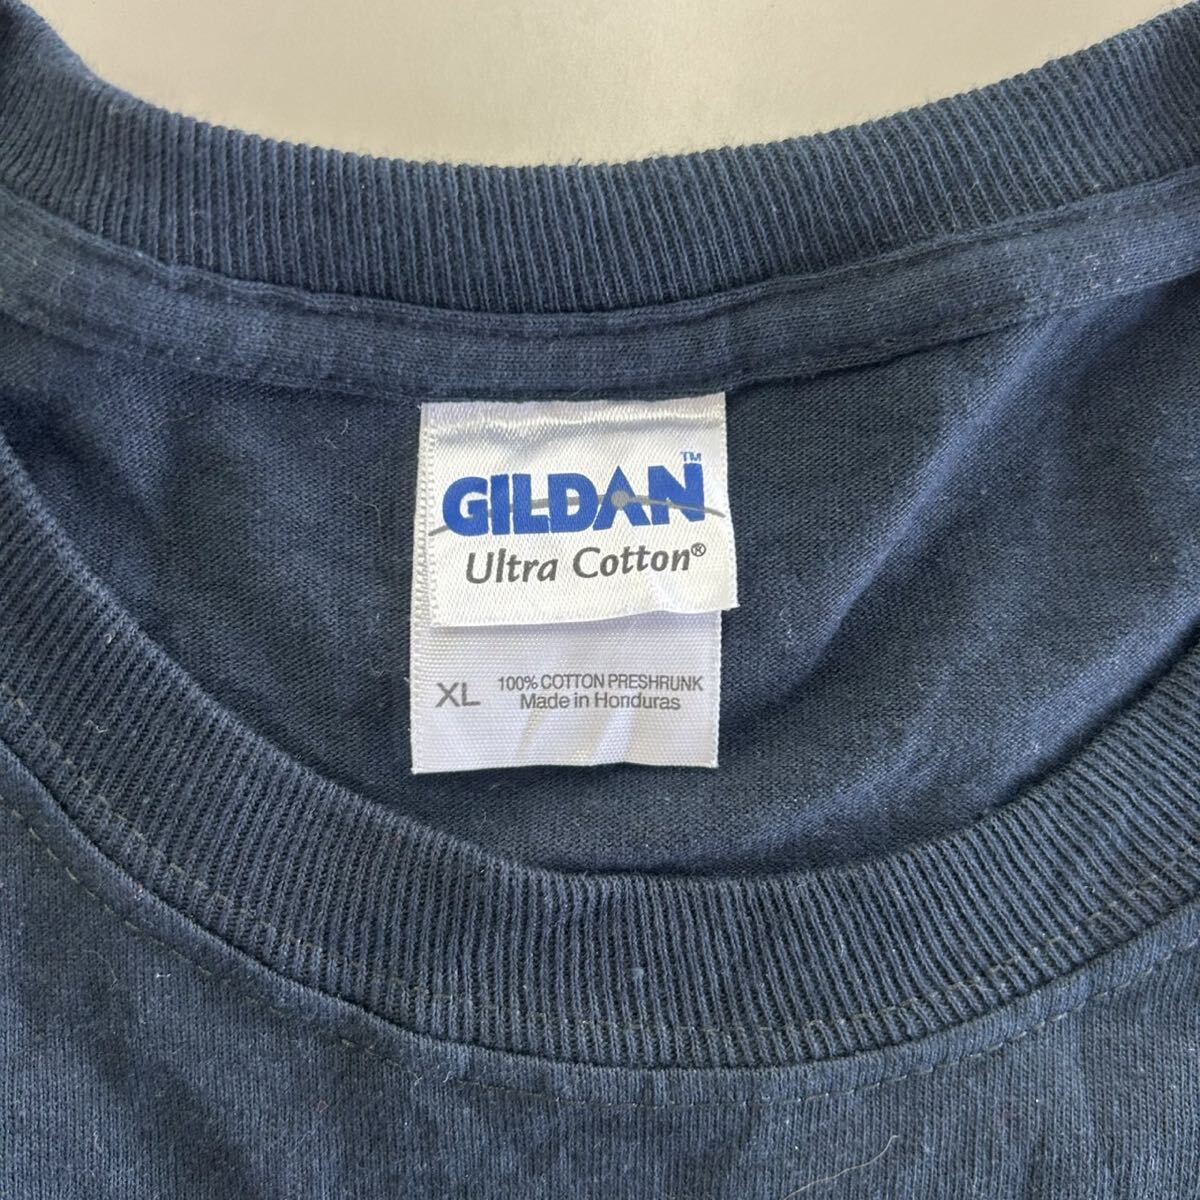 GILDAN™
Ultra Cotton®
XL
100% COTTON PRESHRUNK
Made in Honduras